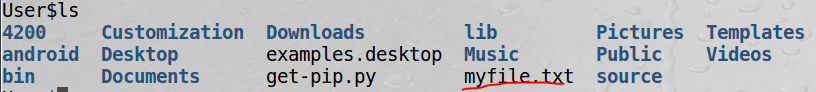 User$ls
4200 Customization Downloads lib Pictures Templates
android Desktop examples.desktop Music Public Videos
bin Documents get-pip.py myfile.txt source